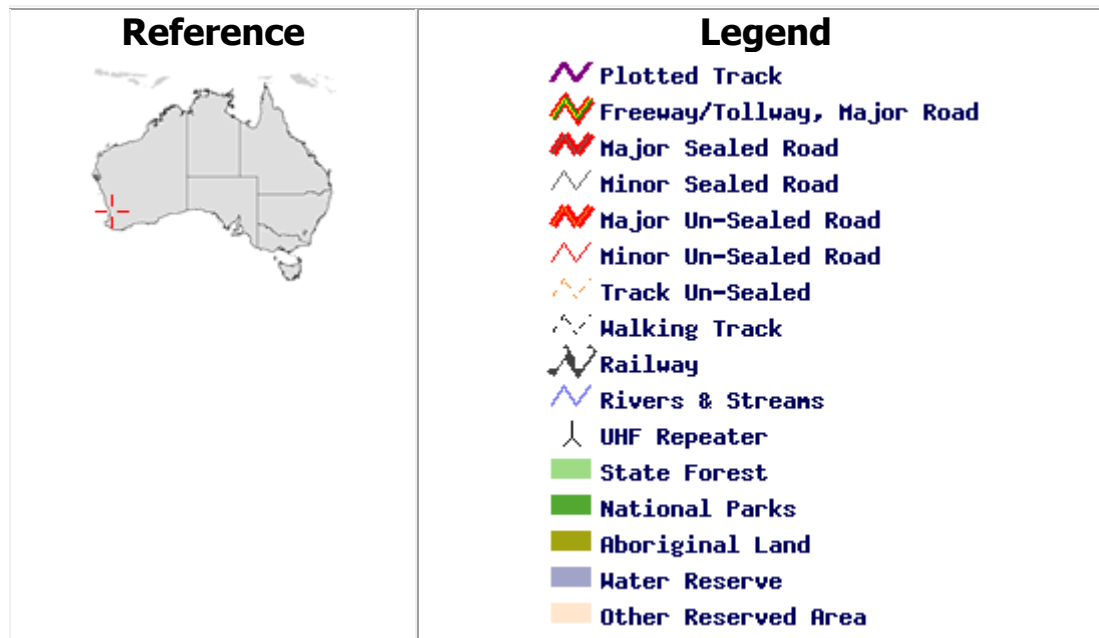 Reference
Legend
Plotted Track
Freeway/Tollway, Major Road
Major Sealed Road
Minor Sealed Road
Major Un-Sealed Road
Minor Un-Sealed Road
Track Un-Sealed
Walking Track
Railway
Rivers & Streams
UHF Repeater
State Forest
National Parks
Aboriginal Land
Water Reserve
Other Reserved Area